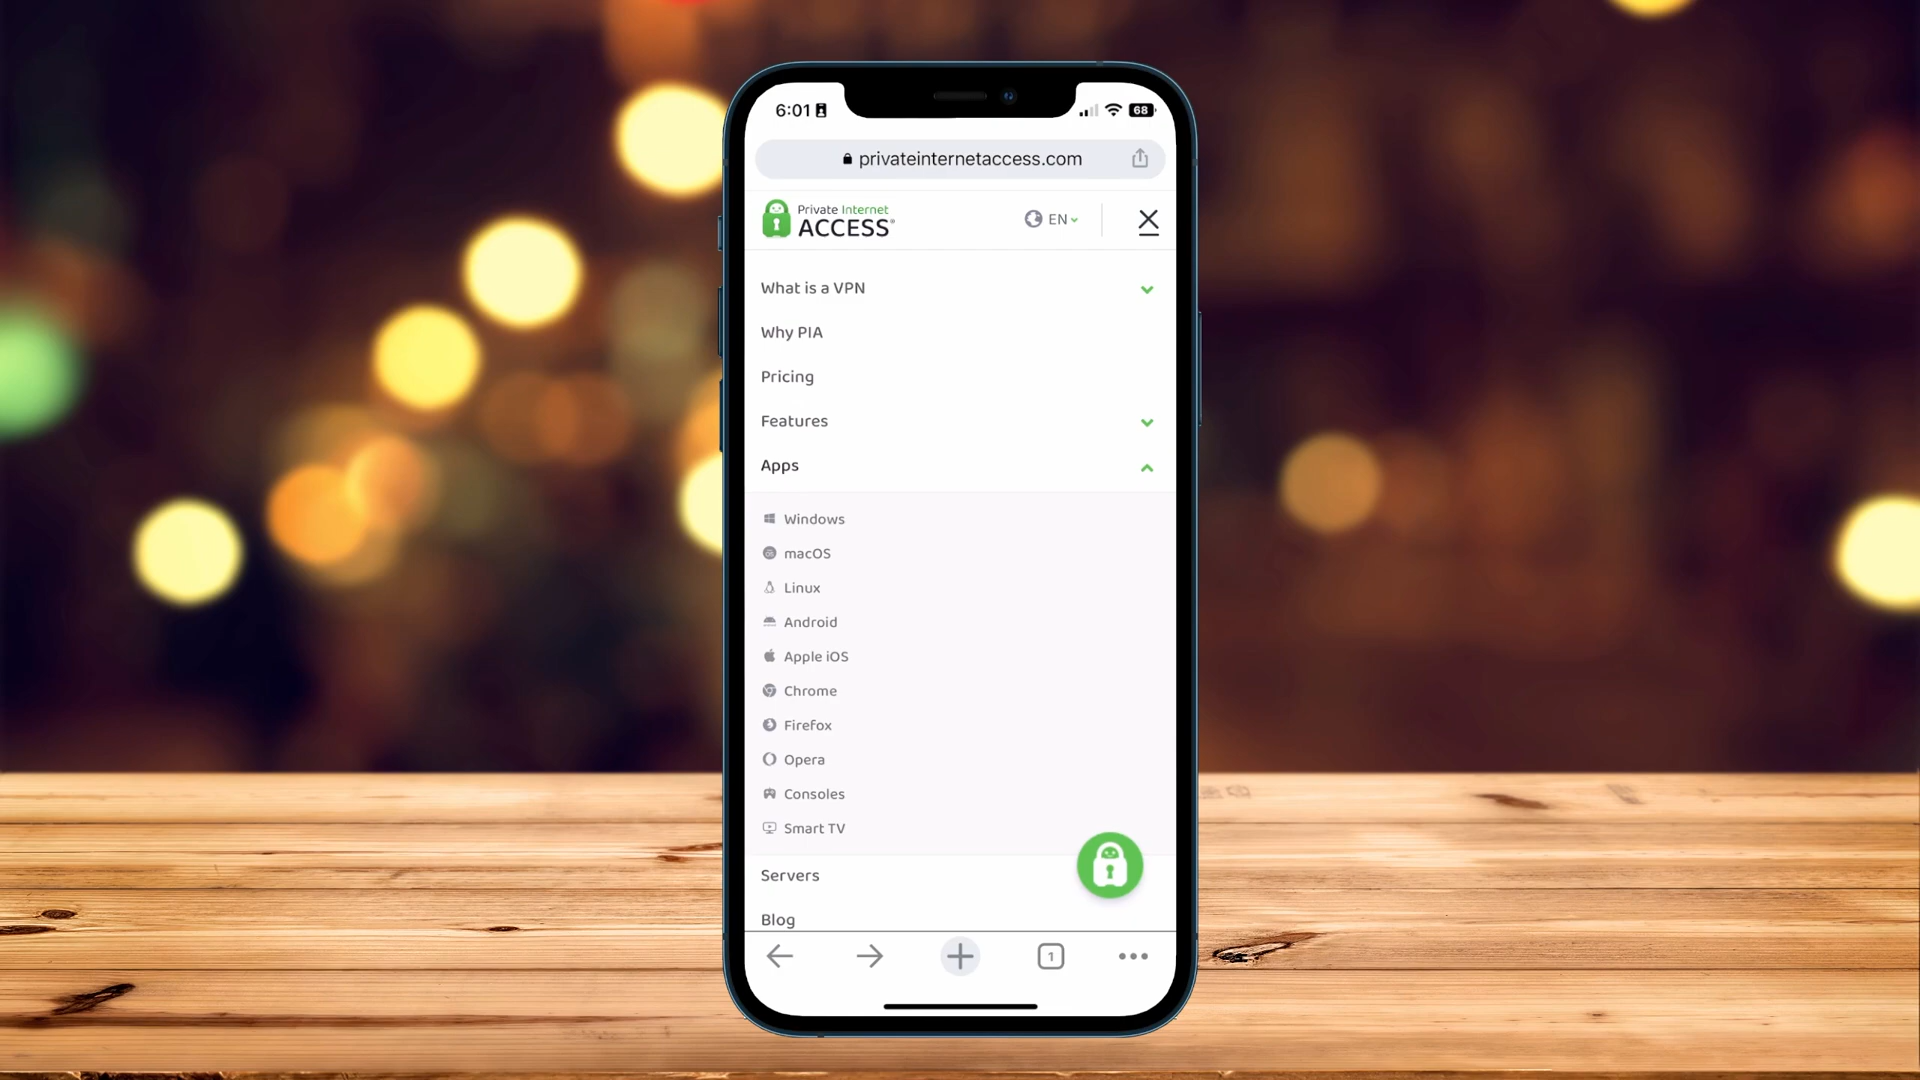 6:01
68
privateinternetaccess.com
Private Internet
ACCESS®
EN
What is a VPN
Why PIA
Pricing
Features
Apps
Windows
macOS
Linux
Android
Apple iOS
Chrome
Firefox
Opera
Consoles
Smart TV
Servers
Blog
1